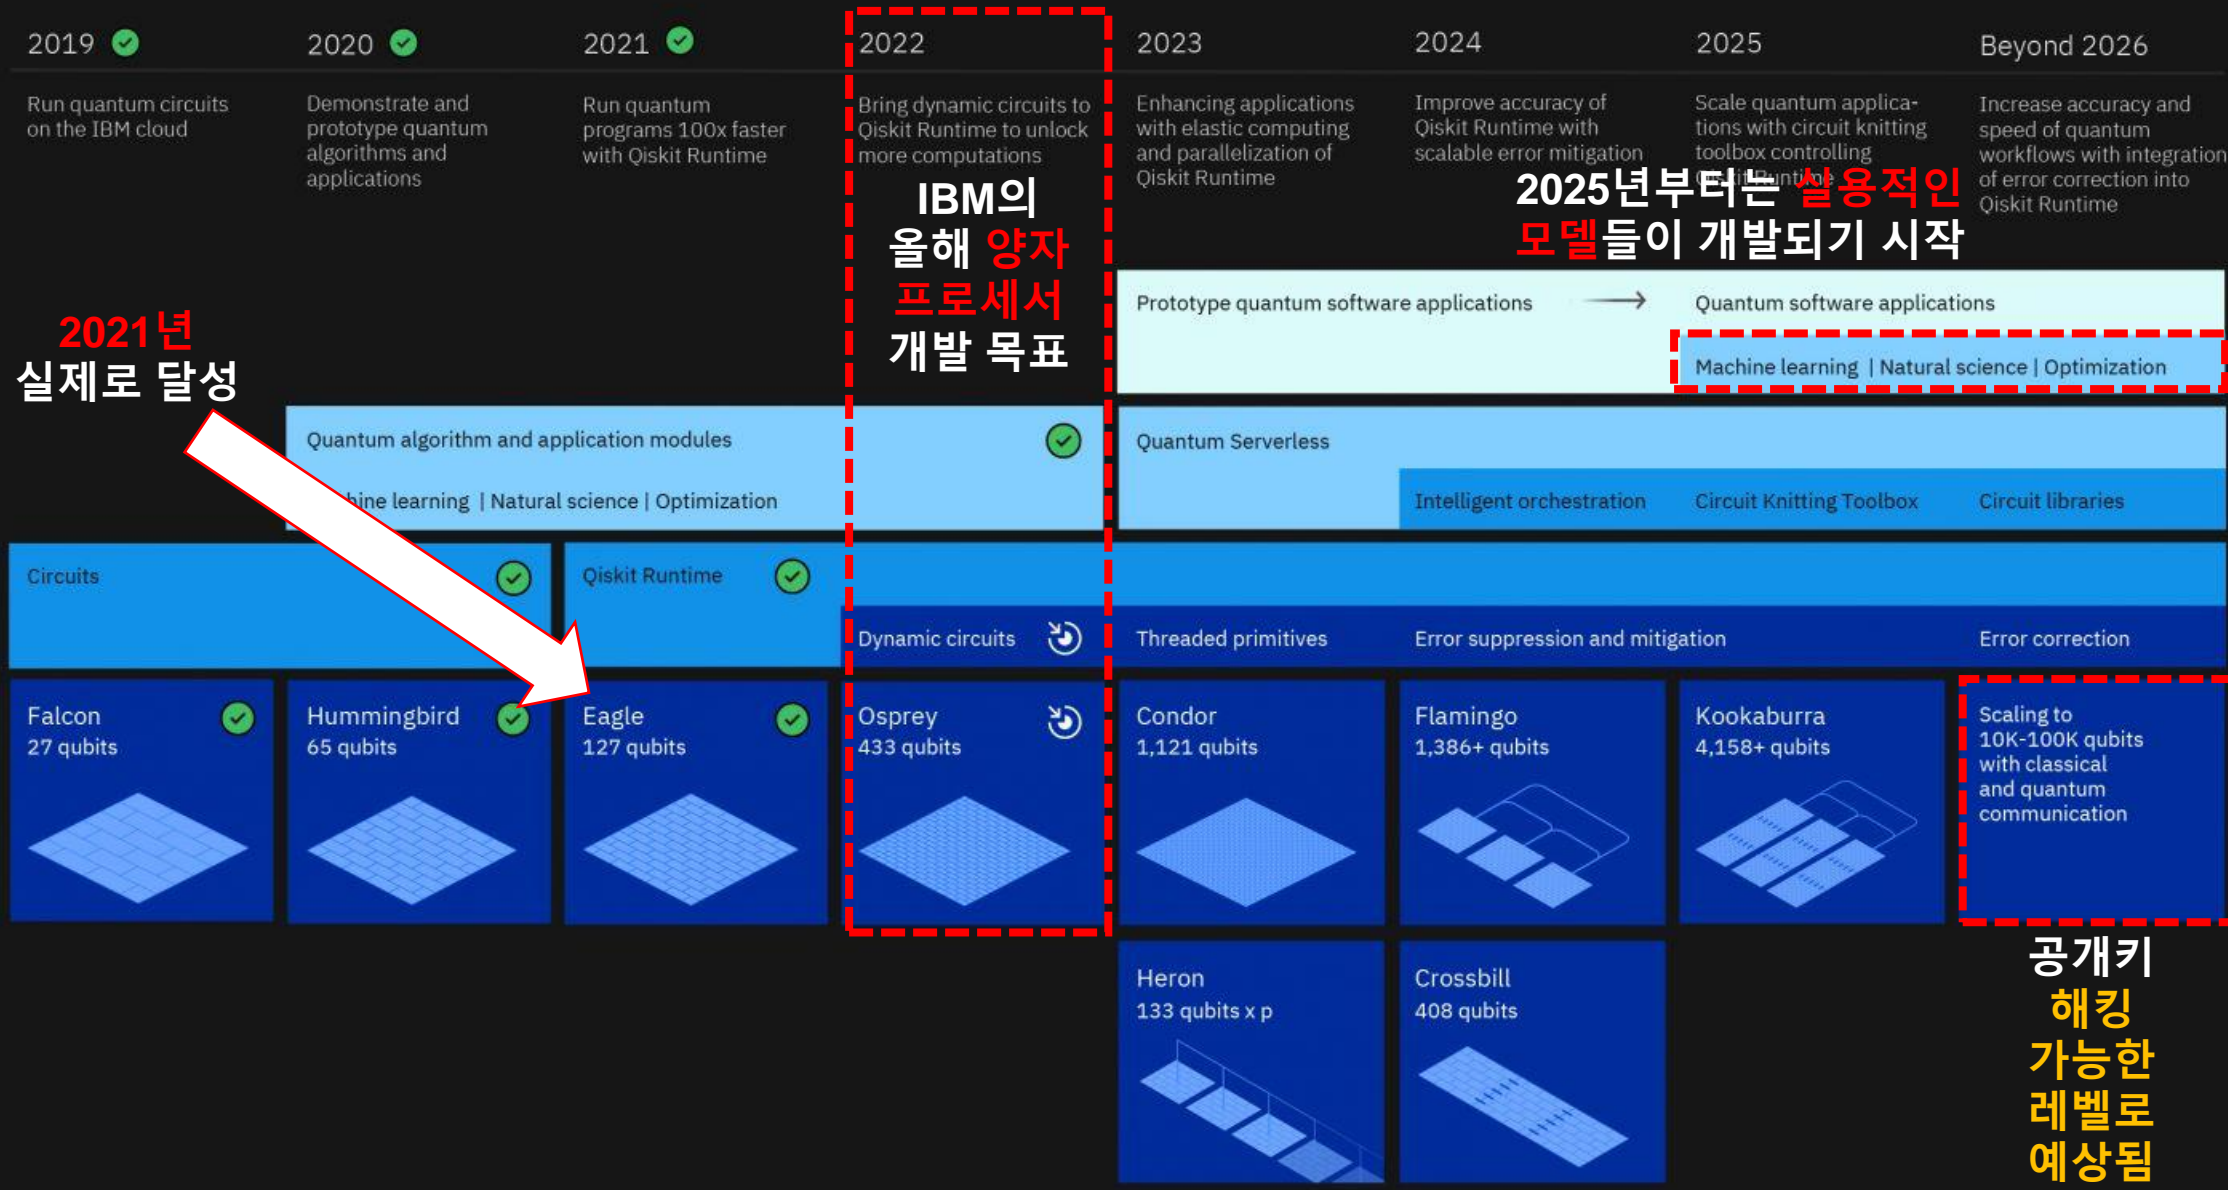 2019
Run quantum circuits
on the IBM cloud
2020
Demonstrate and
prototype quantum
algorithms and
applications
2021
Run quantum
programs 100x faster
with Qiskit Runtime
2022
Bring dynamic circuits to
Qiskit Runtime to unlock
more computations
2023
Enhancing applications
with elastic computing
and parallelization of
Qiskit Runtime
2024
Improve accuracy of
Qiskit Runtime with
scalable error mitigation
2025
Scale quantum applica-
tions with circuit knitting
toolbox controlling
Qiskit Runtime
Beyond 2026
Increase accuracy and
speed of quantum
workflows with integration
of error correction into
Qiskit Runtime
IBM의
올해 양자
프로세서
개발 목표
2025년부터는 실용적인
모델들이 개발되기 시작
2021년
실제로 달성
Prototype quantum software applications
Quantum software applications
Machine learning | Natural science | Optimization
Quantum algorithm and application modules
learning | Natural science | Optimization
Quantum Serverless
Intelligent orchestration
Circuit Knitting Toolbox
Circuit libraries
Circuits
Qiskit Runtime
Dynamic circuits
Threaded primitives
Error suppression and mitigation
Error correction
Falcon
27 qubits
Hummingbird
65 qubits
Eagle
127 qubits
Osprey
433 qubits
Condor
1,121 qubits
Flamingo
1,386+ qubits
Kookaburra
4,158+ qubits
Scaling to
10K-100K qubits
with classical
and quantum
communication
Heron
133 qubits x p
Crossbill
408 qubits
공개키
해킹
가능한
레벨로
예상됨